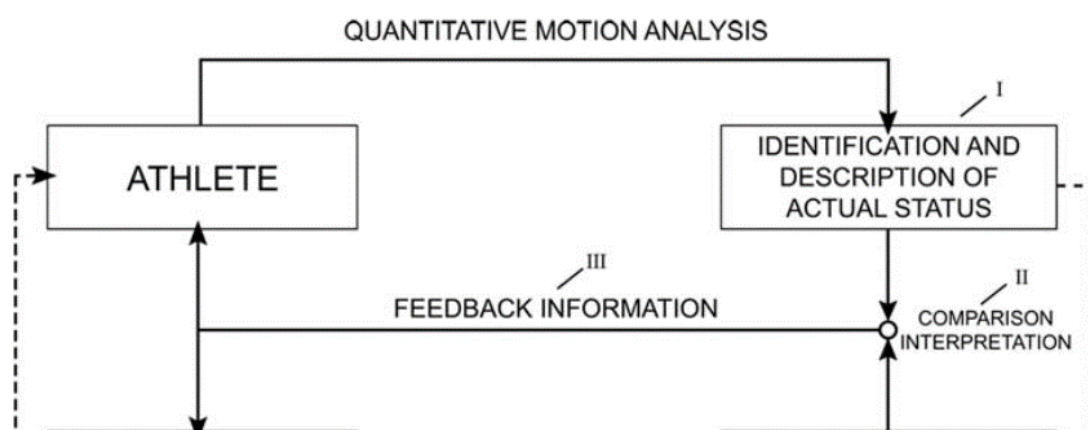 QUANTITATIVE MOTION ANALYSIS
I
ATHLETE
IDENTIFICATION AND
DESCRIPTION OF
ACTUAL STATUS
III
FEEDBACK INFORMATION
II
COMPARISON
INTERPRETATION